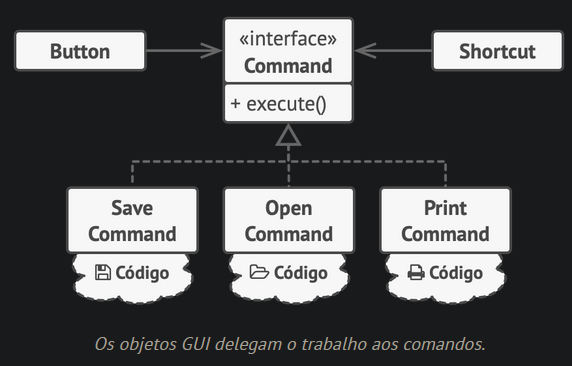 Button
«interface»
Command
Shortcut
+ execute()
Save
Command
Open
Command
Print
Command
Código
Código
Código
Os objetos GUI delegam o trabalho aos comandos.